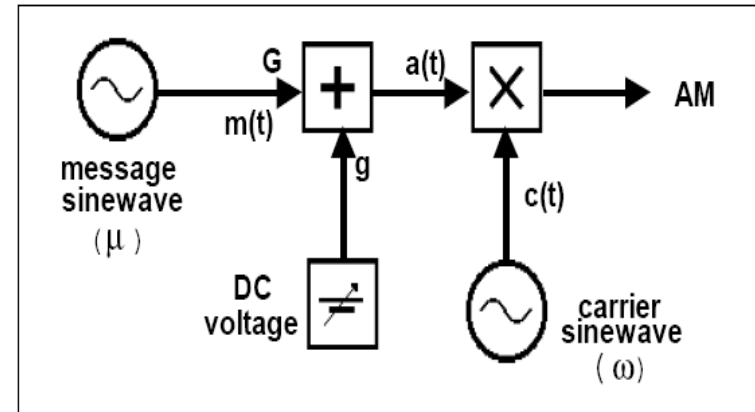 G
m(t)
message
sinewave
(μ)
+
a(t)
×
AM
g
c(t)
DC
voltage
carrier
sinewave
(ω)